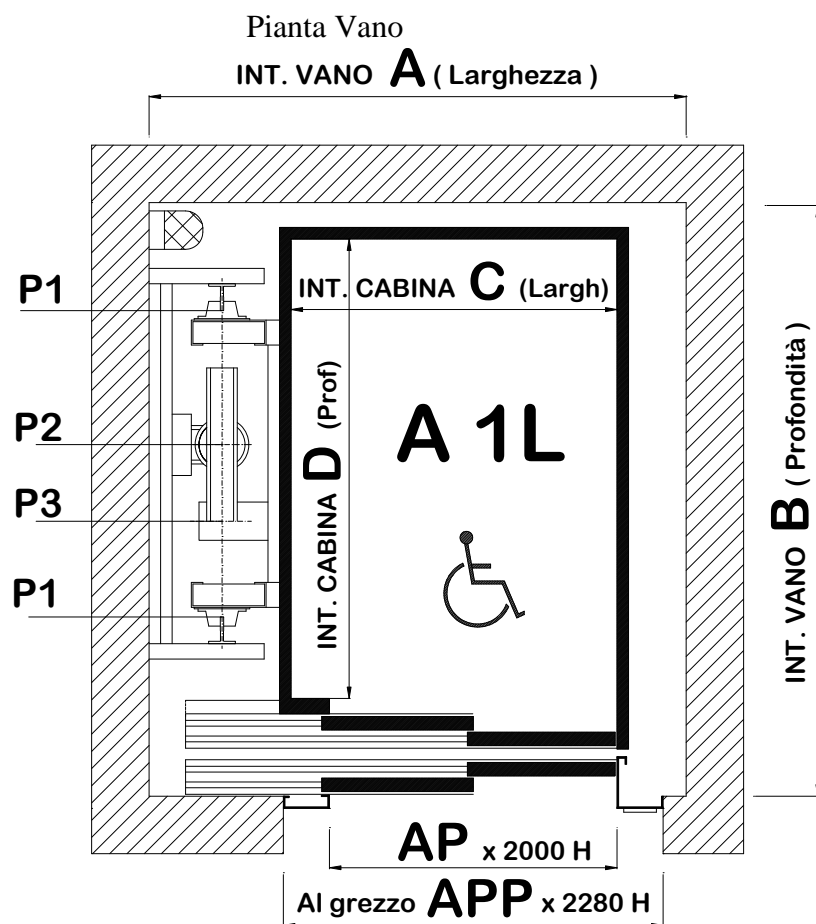 Pianta Vano
INT. VANO A ( Larghezza )
P1
INT. CABINA C (Largh)
P2
A 1L
INT. CABINA D (Prof)
INT. VANO B ( Profondità )
P3
P1
AP x 2000 H
Al grezzo APP x 2280 H